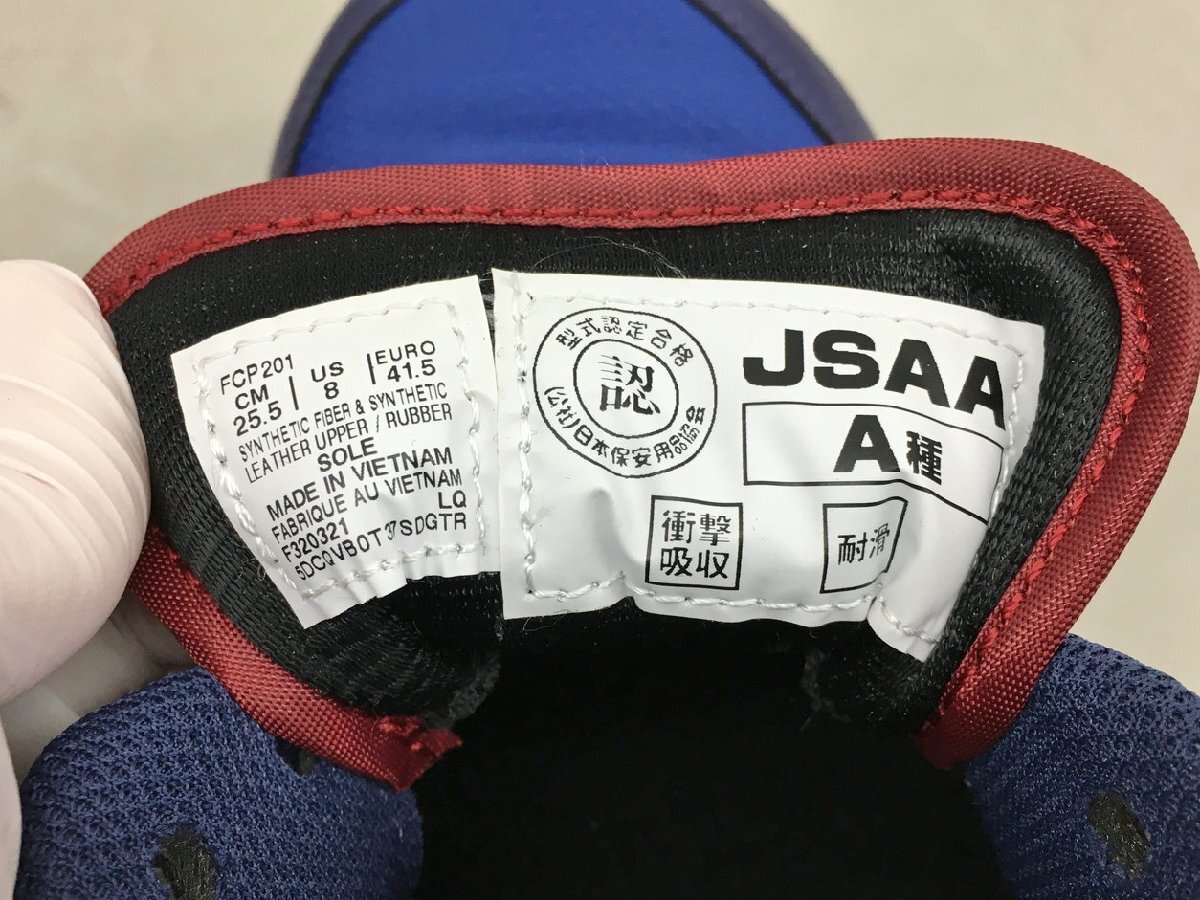 FCP201
CM | US | EURO
25.5 | 8 | 41.5
SYNTHETIC FIBER & SYNTHETIC
LEATHER UPPER / RUBBER
SOLE
MADE IN VIETNAM
FABRIQUE AU VIETNAM
F320321 LQ
5DCQVB0T SDGTR
型式認定合格
認
(公社)日本保安用品協会
JSAA
A種
衝撃
吸収
耐滑